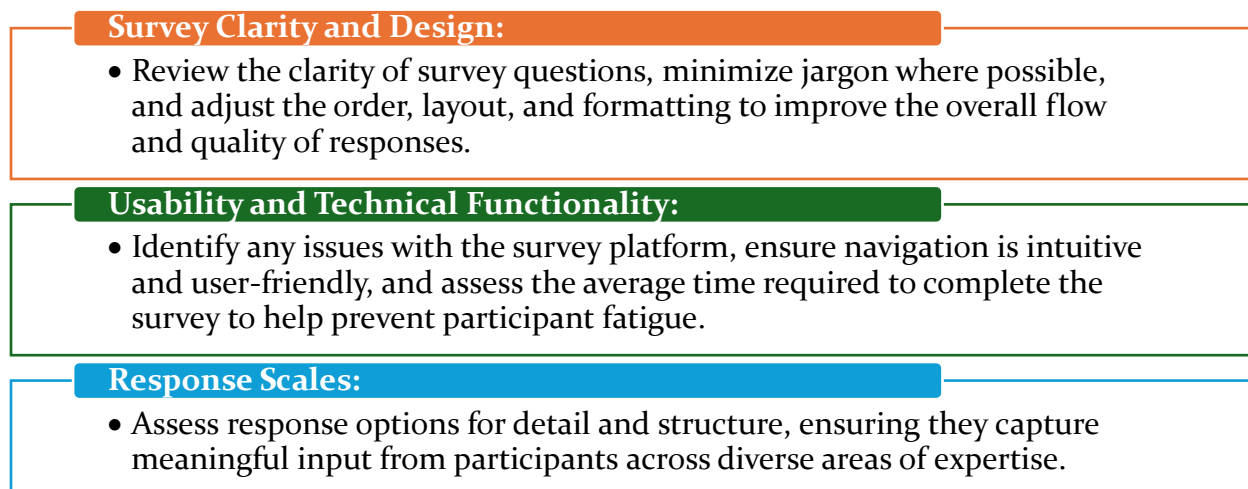 Survey Clarity and Design:
• Review the clarity of survey questions, minimize jargon where possible,
and adjust the order, layout, and formatting to improve the overall flow
and quality of responses.
Usability and Technical Functionality:
• Identify any issues with the survey platform, ensure navigation is intuitive
and user-friendly, and assess the average time required to complete the
survey to help prevent participant fatigue.
Response Scales:
• Assess response options for detail and structure, ensuring they capture
meaningful input from participants across diverse areas of expertise.